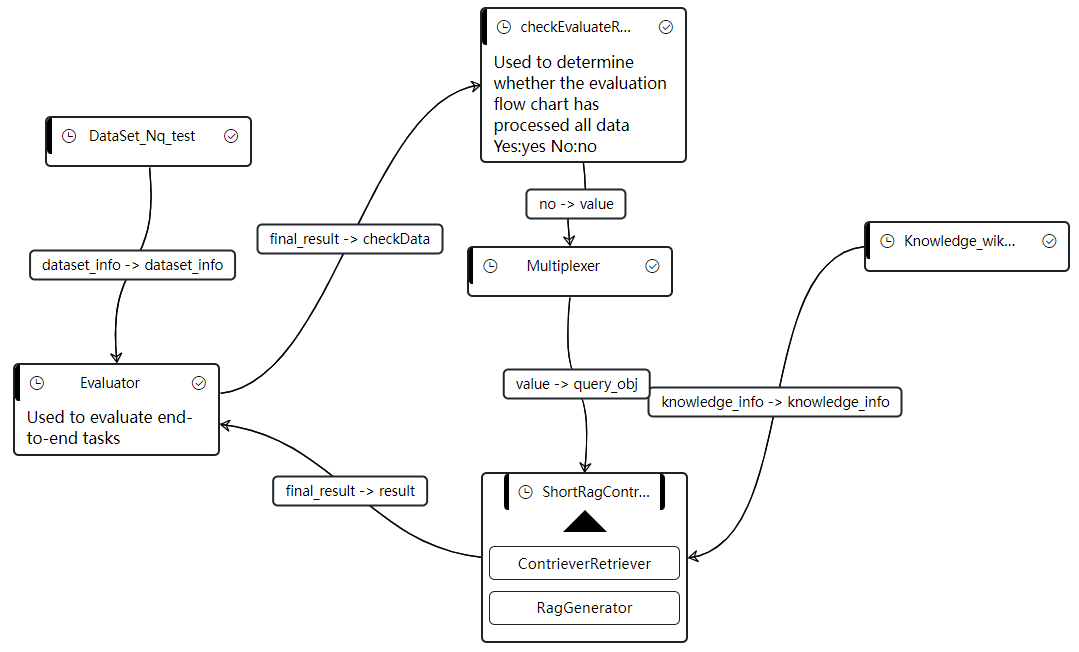 checkEvaluateR...
Used to determine
whether the evaluation
flow chart has
processed all data
Yes:yes No:no
DataSet_Nq_test
no -> value
final_result -> checkData
Knowledge_wik...
dataset_info -> dataset_info
Multiplexer
Evaluator
Used to evaluate end-
to-end tasks
value -> query_obj
knowledge_info -> knowledge_info
final_result -> result
ShortRagContr...
ContrieverRetriever
RagGenerator